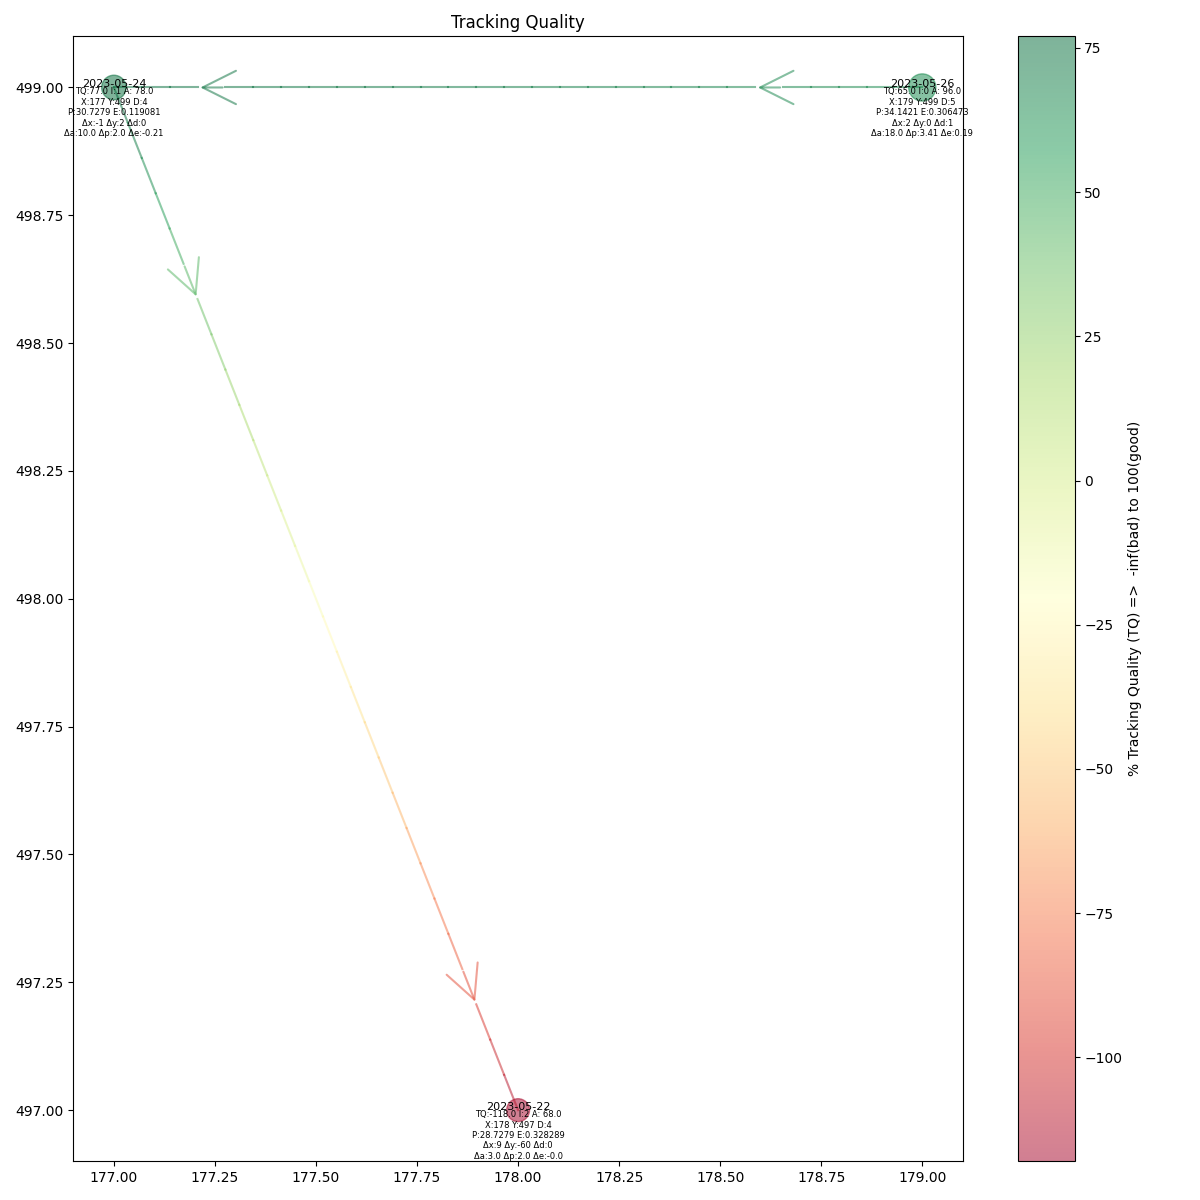 Tracking Quality
2023-05-24
TQ:77.0 I:1 A: 78.0
X:177 Y:499 D:4
P:30.7279 E:0.119081
Δx:-1 Δy:2 Δd:0
Δa:10.0 Δp:2.0 Δe:-0.21
2023-05-26
TQ:65.0 I:0 A: 96.0
X:179 Y:499 D:5
P:34.1421 E:0.306473
Δx:2 Δy:0 Δd:1
Δa:18.0 Δp:3.41 Δe:0.19
2023-05-22
TQ:-118.0 I:2 A: 68.0
X:178 Y:497 D:4
P:28.7279 E:0.328289
Δx:9 Δy:-60 Δd:0
Δa:3.0 Δp:2.0 Δe:-0.0
499.00
498.75
498.50
498.25
498.00
497.75
497.50
497.25
497.00
177.00 177.25 177.50 177.75 178.00 178.25 178.50 178.75 179.00
75
50
25
0
−25
−50
−75
−100
% Tracking Quality (TQ) => -inf(bad) to 100(good)